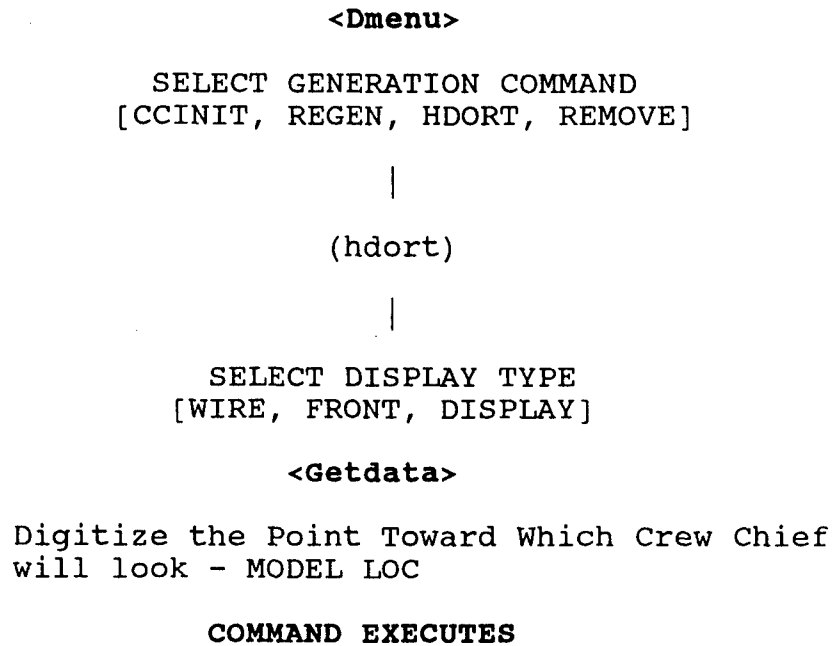 <Dmenu>
SELECT GENERATION COMMAND
[CCINIT, REGEN, HDORT, REMOVE]
|
(hdort)
|
SELECT DISPLAY TYPE
[WIRE, FRONT, DISPLAY]
<Getdata>
Digitize the Point Toward Which Crew Chief
will look - MODEL LOC
COMMAND EXECUTES